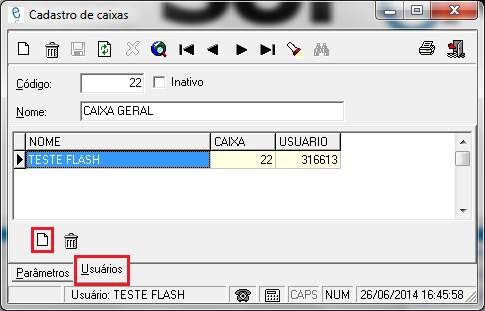 Cadastro de caixas
Código: 22 Inativo
Nome: CAIXA GERAL
NOME CAIXA USUARIO
TESTE FLASH 22 316613
Parâmetros Usuários
Usuário: TESTE FLASH CAPS NUM 26/06/2014 16:45:58